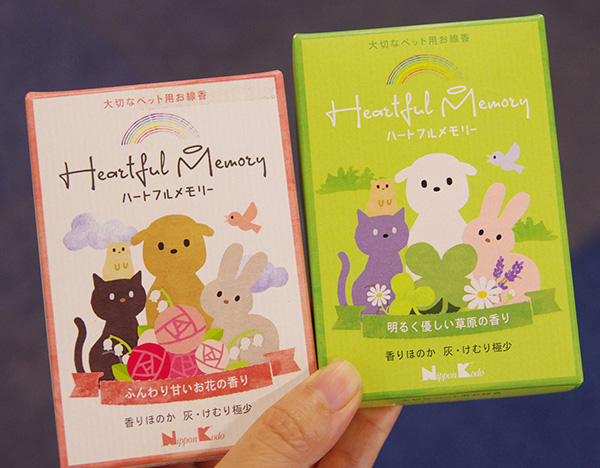 大切なペット用お線香
Heartful Memory
ハートフルメモリー
ふんわり甘いお花の香り
香りほのか 灰・けむり極少
Nippon Kodo
大切なペット用お線香
Heartful Memory
ハートフルメモリー
明るく優しい草原の香り
香りほのか 灰・けむり極少
Nippon Kodo